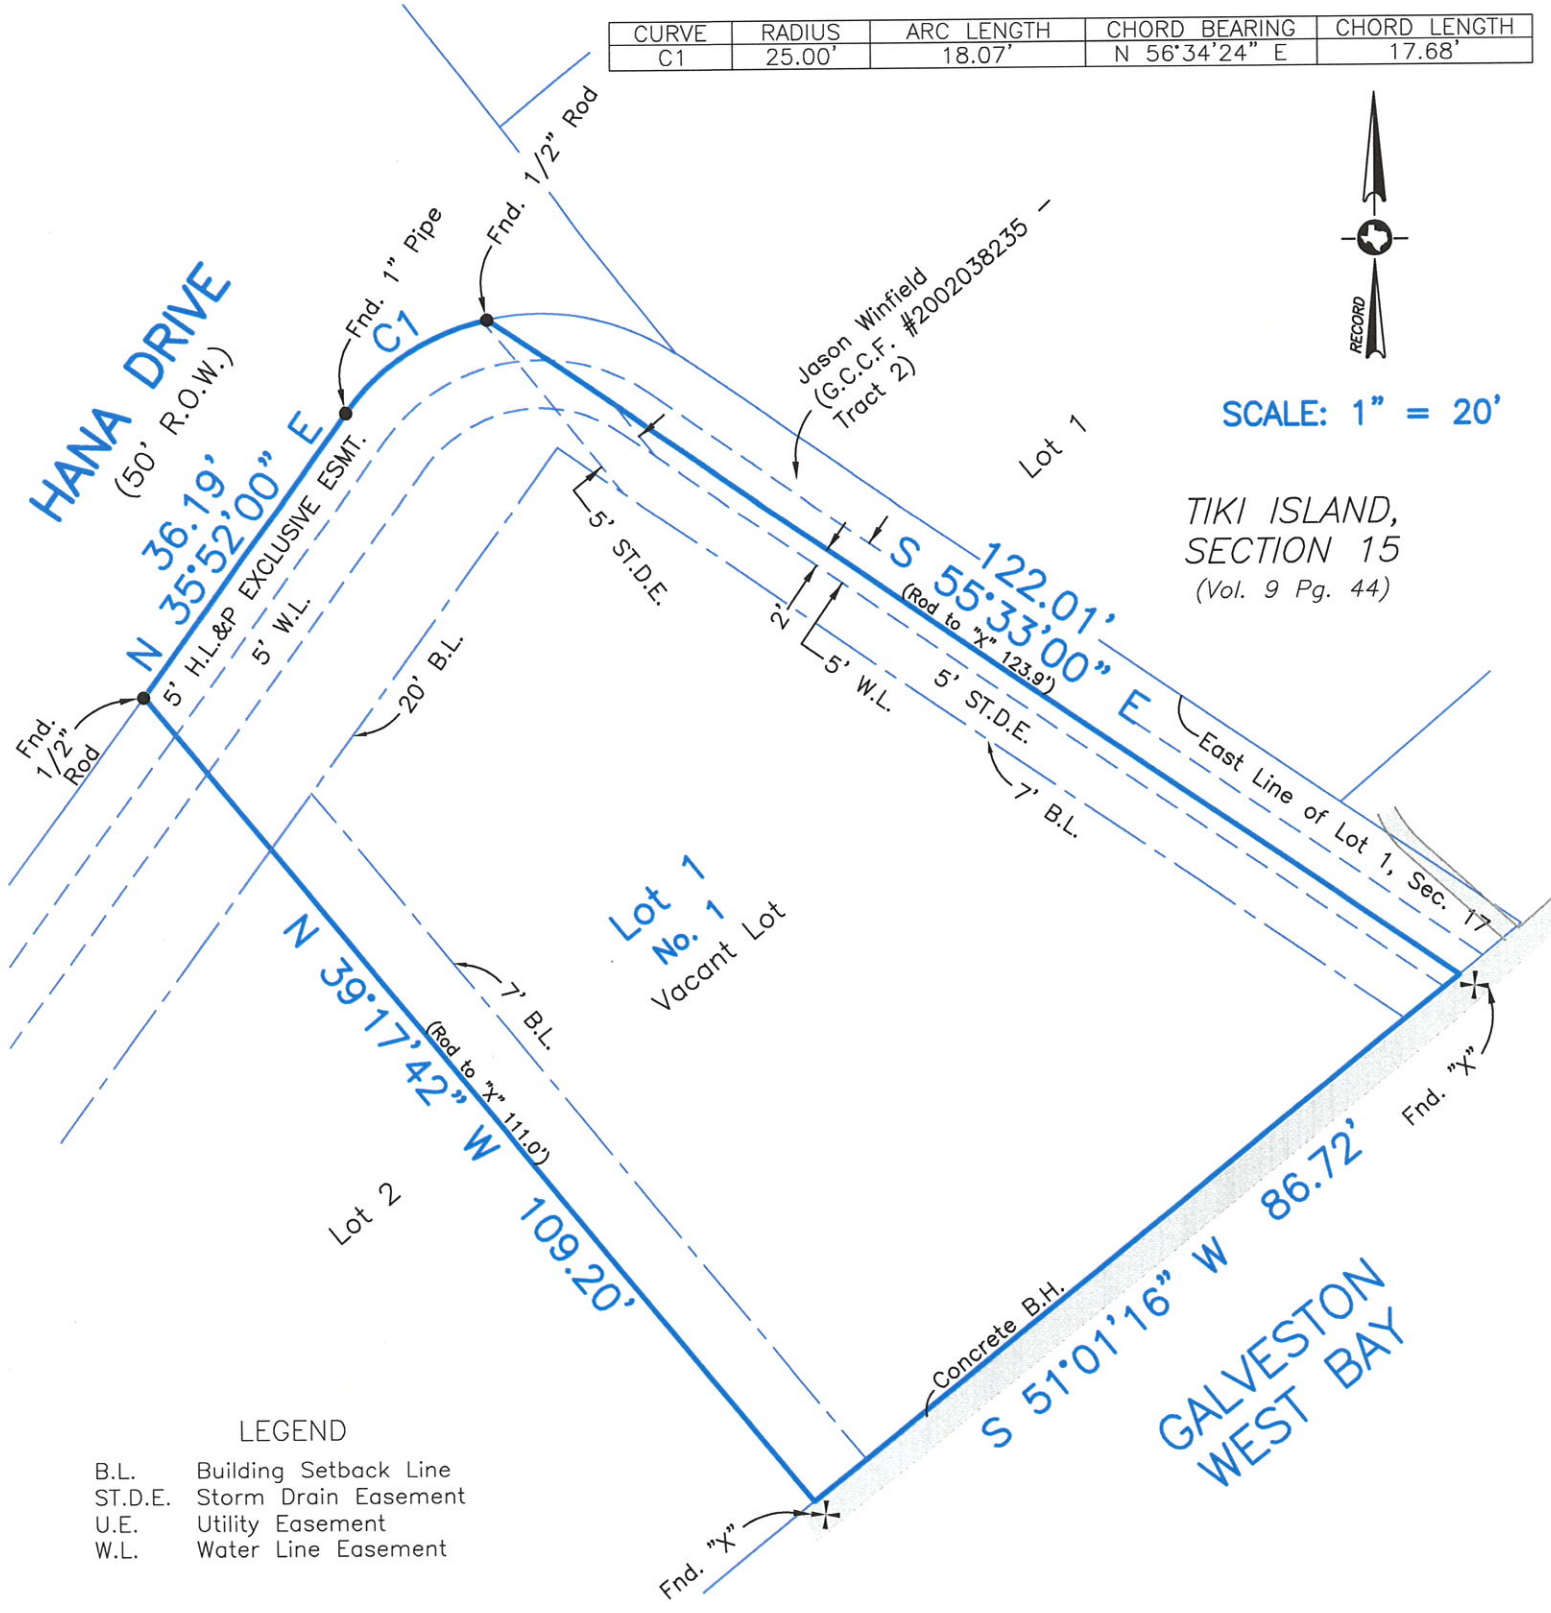 CURVE RADIUS ARC LENGTH CHORD BEARING CHORD LENGTH
C1 25.00' 18.07' N 56°34'24" E 17.68'
Fnd. 1/2" Rod
Fnd. 1" Pipe
C1
HANA DRIVE
(50' R.O.W.)
36.19'
N 35°52'00" E
5' H.L.&P EXCLUSIVE ESMT.
5' W.L.
20' B.L.
Fnd.
1/2"
Rod
Jason Winfield
(G.C.C.F. #2002038235 -
Tract 2)
Lot 1
RECORD
SCALE: 1" = 20'
TIKI ISLAND,
SECTION 15
(Vol. 9 Pg. 44)
5' ST.D.E.
122.01'
S 55°33'00" E
(Rod to "X" 123.9')
2'
5' W.L.
5' ST.D.E.
7' B.L.
East Line of Lot 1, Sec. 17
Lot 1
No. 1
Vacant Lot
7' B.L.
N 39°17'42" W 109.20'
(Rod to "X" 111.0')
Lot 2
Fnd. "X"
Concrete B.H.
S 51°01'16" W 86.72'
GALVESTON
WEST BAY
Fnd. "X"
LEGEND
B.L. Building Setback Line
ST.D.E. Storm Drain Easement
U.E. Utility Easement
W.L. Water Line Easement